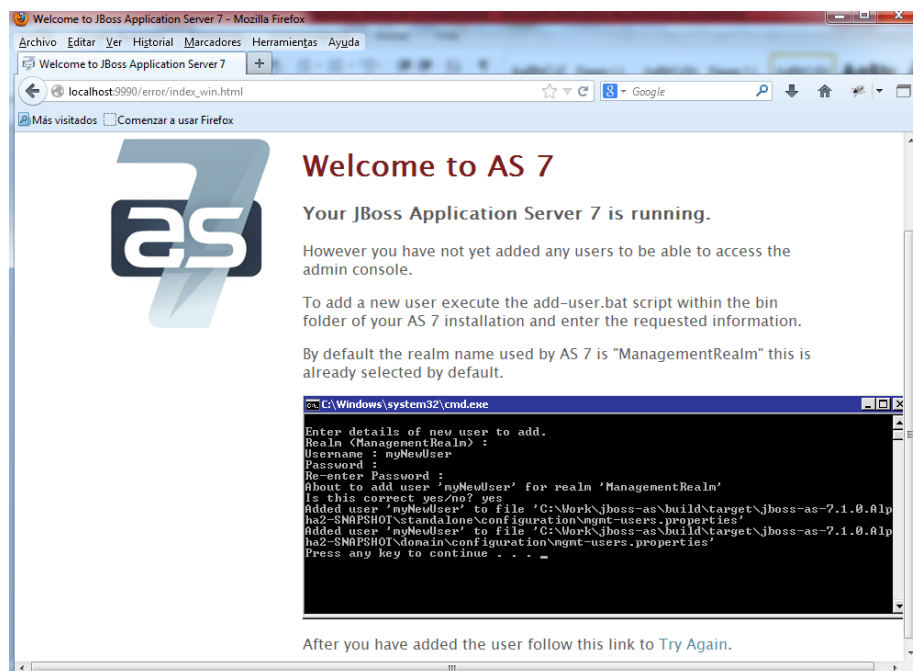 Welcome to JBoss Application Server 7 - Mozilla Firefox
Archivo Editar Ver Historial Marcadores Herramientas Ayuda
Welcome to JBoss Application Server 7
localhost:9990/error/index_win.html
Google
Más visitados Comenzar a usar Firefox
as
7
Welcome to AS 7
Your JBoss Application Server 7 is running.
However you have not yet added any users to be able to access the
admin console.
To add a new user execute the add-user.bat script within the bin
folder of your AS 7 installation and enter the requested information.
By default the realm name used by AS 7 is "ManagementRealm" this is
already selected by default.
C:\Windows\system32\cmd.exe
Enter details of new user to add.
Realm (ManagementRealm) :
Username : myNewUser
Password :
Re-enter Password :
About to add user 'myNewUser' for realm 'ManagementRealm'
Is this correct yes/no? yes
Added user 'myNewUser' to file 'C:\Work\jboss-as\build\target\jboss-as-7.1.0.Alp
ha2-SNAPSHOT\standalone\configuration\mgmt-users.properties'
Added user 'myNewUser' to file 'C:\Work\jboss-as\build\target\jboss-as-7.1.0.Alp
ha2-SNAPSHOT\domain\configuration\mgmt-users.properties'
Press any key to continue . . . _
After you have added the user follow this link to Try Again.